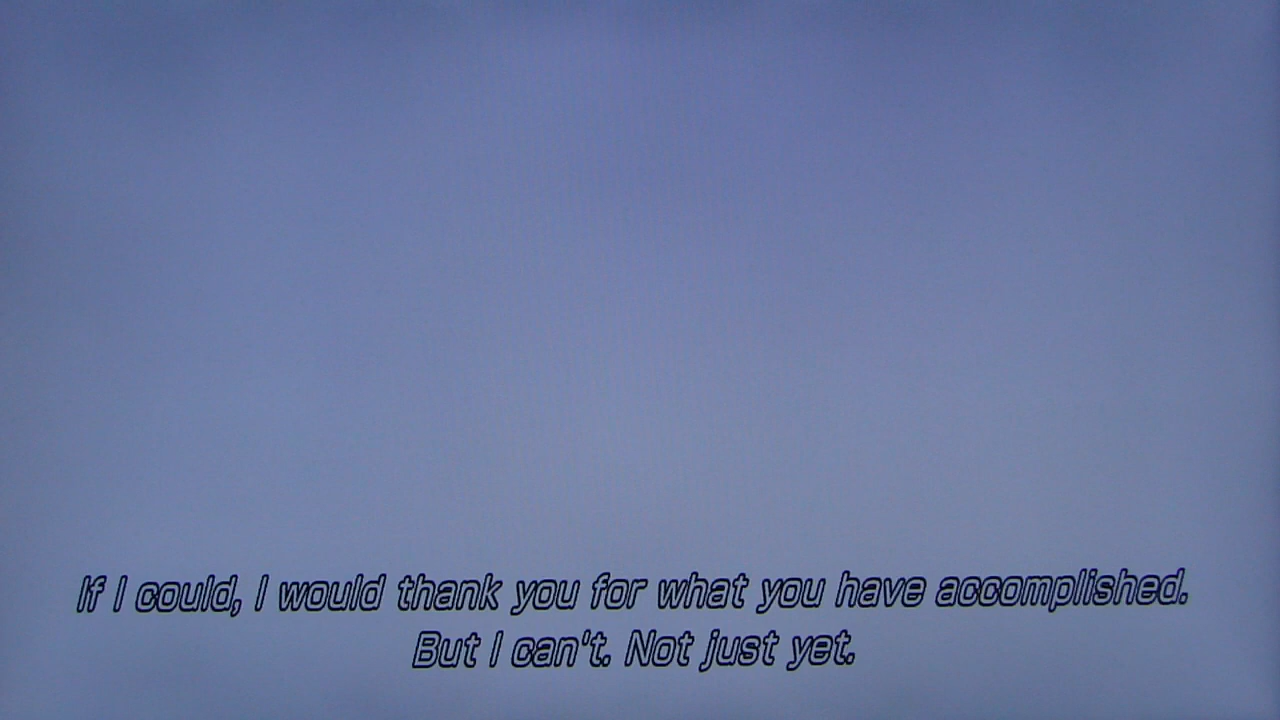 If I could, I would thank you for what you have accomplished.
But I can't. Not just yet.